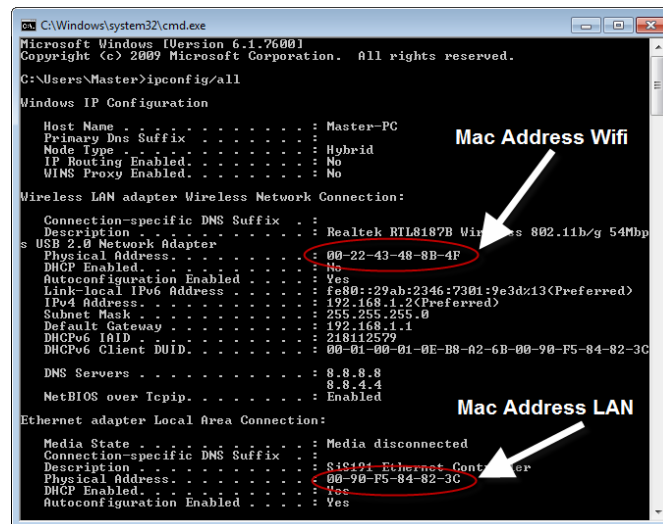 C:\Windows\system32\cmd.exe
Microsoft Windows [Version 6.1.7600]
Copyright (c) 2009 Microsoft Corporation.  All rights reserved.
C:\Users\Master>ipconfig/all
Windows IP Configuration
Host Name . . . . . . . . . . . . : Master-PC
Primary Dns Suffix  . . . . . . . :
Node Type . . . . . . . . . . . . : Hybrid
IP Routing Enabled. . . . . . . . : No
WINS Proxy Enabled. . . . . . . . : No
Mac Address Wifi
Wireless LAN adapter Wireless Network Connection:
Connection-specific DNS Suffix  . :
Description . . . . . . . . . . . : Realtek RTL8187B Wireless 802.11b/g 54Mbp
s USB 2.0 Network Adapter
Physical Address. . . . . . . . . : 00-22-43-48-8B-4F
DHCP Enabled. . . . . . . . . . . : No
Autoconfiguration Enabled . . . . : Yes
Link-local IPv6 Address . . . . . : fe80::29ab:2346:7301:9e3d%13(Preferred)
IPv4 Address. . . . . . . . . . . : 192.168.1.2(Preferred)
Subnet Mask . . . . . . . . . . . : 255.255.255.0
Default Gateway . . . . . . . . . : 192.168.1.1
DHCPv6 IAID . . . . . . . . . . . : 218112579
DHCPv6 Client DUID. . . . . . . . : 00-01-00-01-0E-B8-A2-6B-00-90-F5-84-82-3C
DNS Servers . . . . . . . . . . . : 8.8.8.8
8.8.4.4
NetBIOS over Tcpip. . . . . . . . : Enabled
Mac Address LAN
Ethernet adapter Local Area Connection:
Media State . . . . . . . . . . . : Media disconnected
Connection-specific DNS Suffix  . :
Description . . . . . . . . . . . : SiS191 Ethernet Controller
Physical Address. . . . . . . . . : 00-90-F5-84-82-3C
DHCP Enabled. . . . . . . . . . . : Yes
Autoconfiguration Enabled . . . . : Yes